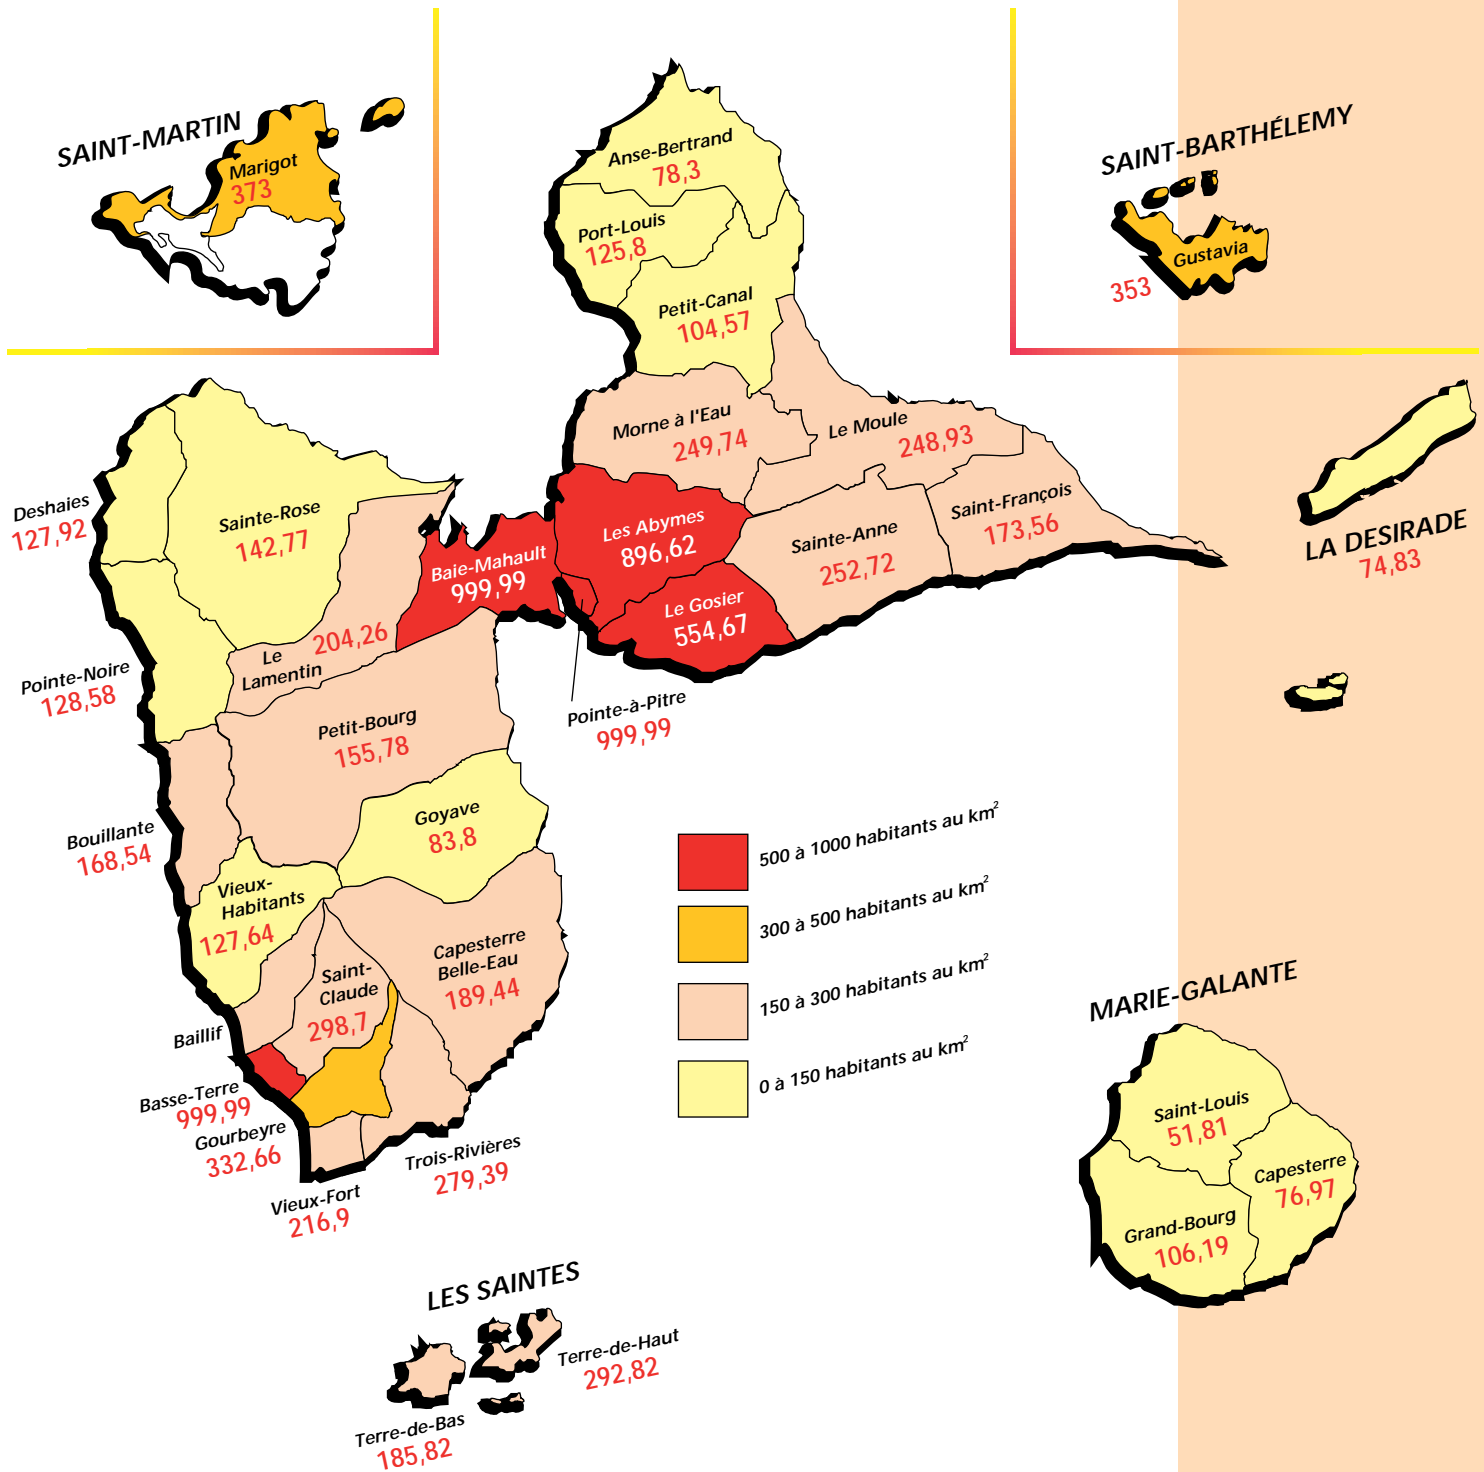 SAINT-MARTIN
Marigot
373
Anse-Bertrand
78,3
Port-Louis
125,8
Petit-Canal
104,57
SAINT-BARTHÉLEMY
Gustavia
353
Morne à l'Eau
249,74
Le Moule
248,93
Deshaies
127,92
Sainte-Rose
142,77
Baie-Mahault
999,99
Les Abymes
896,62
Sainte-Anne
252,72
Saint-François
173,56
LA DESIRADE
74,83
Le Gosier
554,67
204,26
Le
Lamentin
Pointe-Noire
128,58
Pointe-à-Pitre
999,99
Petit-Bourg
155,78
Goyave
83,8
Bouillante
168,54
Vieux-
Habitants
127,64
500 à 1000 habitants au km²
300 à 500 habitants au km²
150 à 300 habitants au km²
0 à 150 habitants au km²
Capesterre
Belle-Eau
189,44
Saint-
Claude
298,7
Baillif
Basse-Terre
999,99
Gourbeyre
332,66
Trois-Rivières
279,39
Vieux-Fort
216,9
MARIE-GALANTE
Saint-Louis
51,81
Capesterre
76,97
Grand-Bourg
106,19
LES SAINTES
Terre-de-Haut
292,82
Terre-de-Bas
185,82